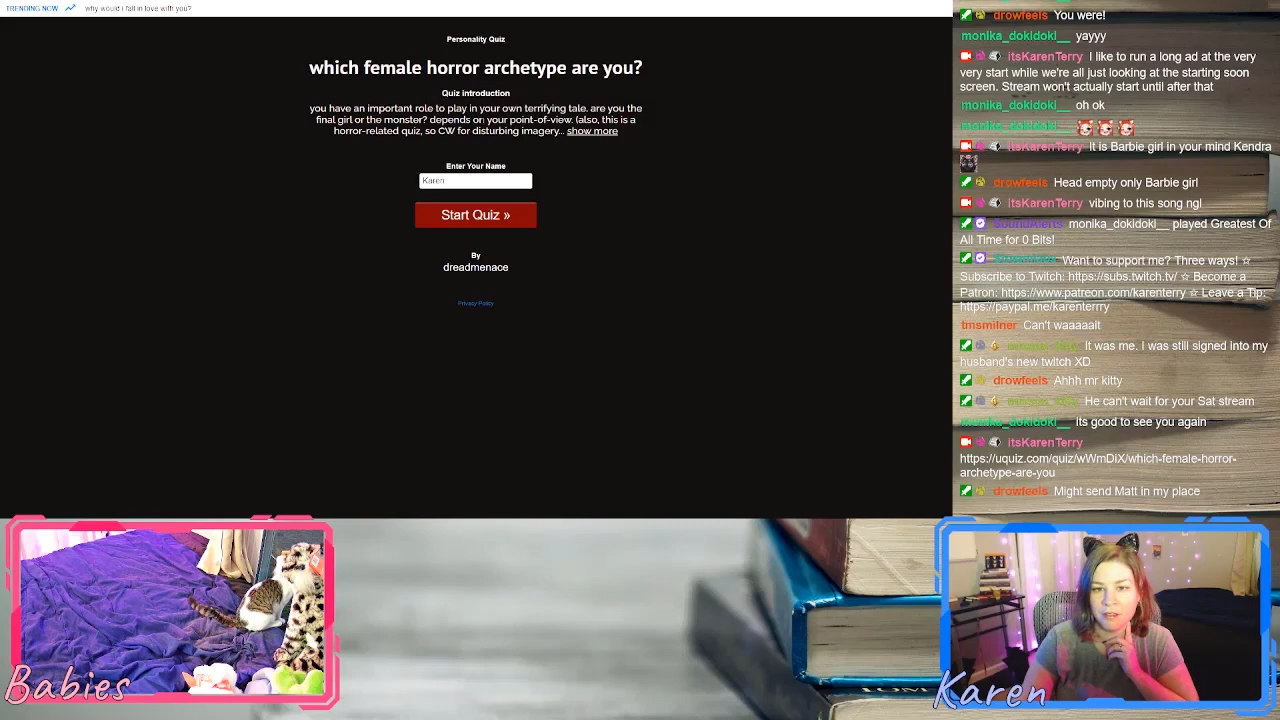 TRENDING NOW why would i fall in love with you?
Personality Quiz
which female horror archetype are you?
Quiz introduction
you have an important role to play in your own terrifying tale. are you the
final girl or the monster? depends on your point-of-view. (also, this is a
horror-related quiz, so CW for disturbing imagery... show more
Enter Your Name
Karen
Start Quiz »
By
dreadmenace
Privacy Policy
drowfeels You were!
monika_dokidoki__ yayyy
itsKarenTerry I like to run a long ad at the very
very start while we're all just looking at the starting soon
screen. Stream won't actually start until after that
monika_dokidoki__ oh ok
monika_dokidoki__
itsKarenTerry It is Barbie girl in your mind Kendra
drowfeels Head empty only Barbie girl
itsKarenTerry vibing to this song ngl
SoundAlerts monika_dokidoki__ played Greatest Of
All Time for 0 Bits!
Want to support me? Three ways! ☆
Subscribe to Twitch: https://subs.twitch.tv/ ☆ Become a
Patron: https://www.patreon.com/karenterry ☆ Leave a Tip:
https://paypal.me/karenterrry
tmsmilner Can't waaaaait
It was me. I was still signed into my
husband's new twitch XD
drowfeels Ahhh mr kitty
He can't wait for your Sat stream
monika_dokidoki__ Its good to see you again
itsKarenTerry
https://uquiz.com/quiz/wWmDiX/which-female-horror-
archetype-are-you
drowfeels Might send Matt in my place
Babies
Karen